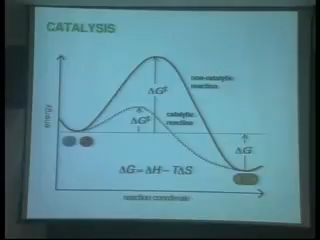 CATALYSIS
non-catalytic
reaction
ΔG‡
catalytic
reaction
ΔG‡
energy
ΔG
ΔG=ΔH-TΔS
reaction coordinate